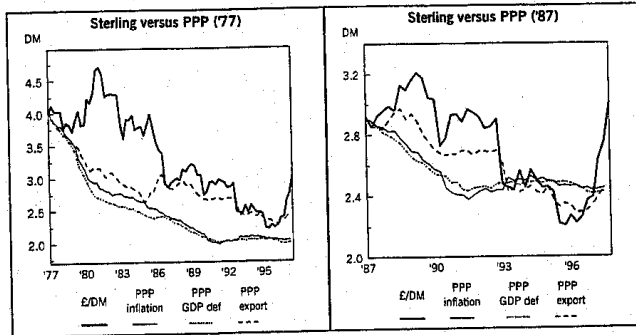 Sterling versus PPP ('77)
DM
4.5
4.0
3.5
3.0
2.5
2.0
'77 '80 '83 '86 '89 '92 '95
£/DM PPP inflation PPP GDP def PPP export
Sterling versus PPP ('87)
DM
3.2
2.8
2.4
2.0
'87 '90 '93 '96
£/DM PPP inflation PPP GDP def PPP export